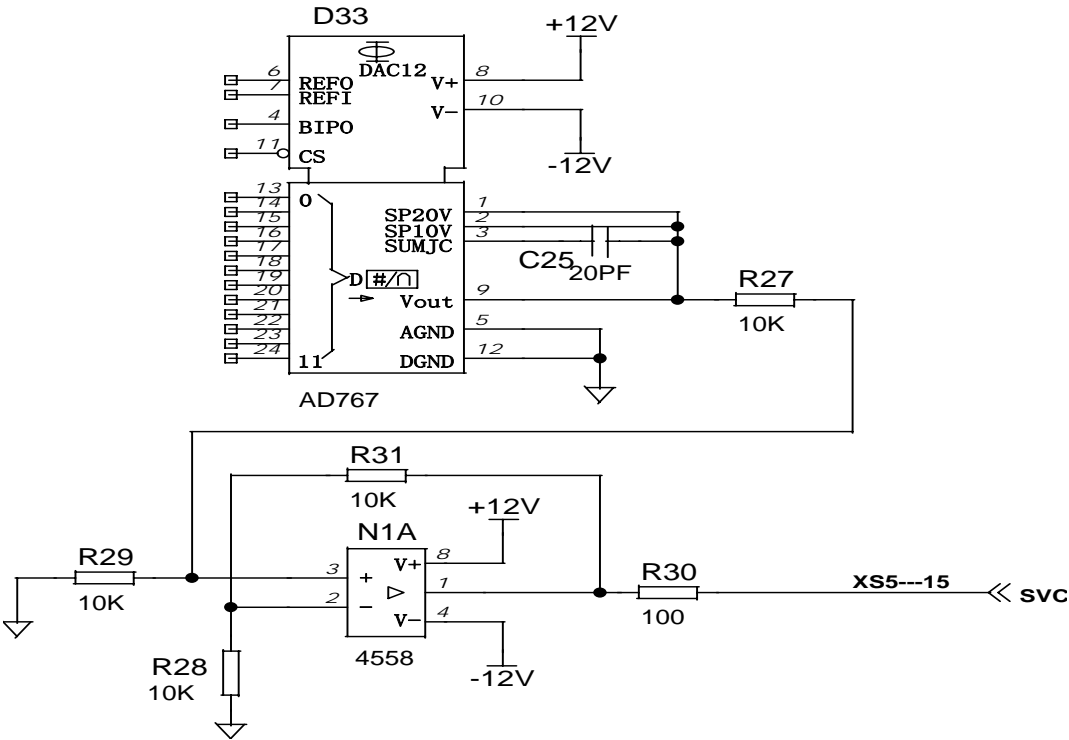 D33
+12V
DAC12
6 REFO V+ 8
7 REFI
4 BIPO V- 10
11 CS
-12V
13 0
14 SP20V 1
15 SP10V 2
16 SUMJC 3
17 C25
18 20PF
19 D #/∩
20 Vout 9
R27
10K
21
22 AGND 5
23
24 11 DGND 12
AD767
R31
10K
+12V
N1A
R29
10K
3 + V+ 8
2 - ▷ 1
V- 4
4558
-12V
R28
10K
R30
100
XS5---15
SVC